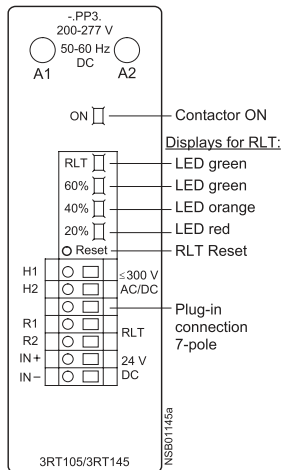 -.PP3.
200-277 V
50-60 Hz
DC
A1
A2
ON
Contactor ON
Displays for RLT:
RLT
LED green
60%
LED green
40%
LED orange
20%
LED red
Reset
RLT Reset
H1
≤300 V
H2
AC/DC
Plug-in
connection
7-pole
R1
RLT
R2
IN+
24 V
IN−
DC
NSB01145a
3RT105/3RT145